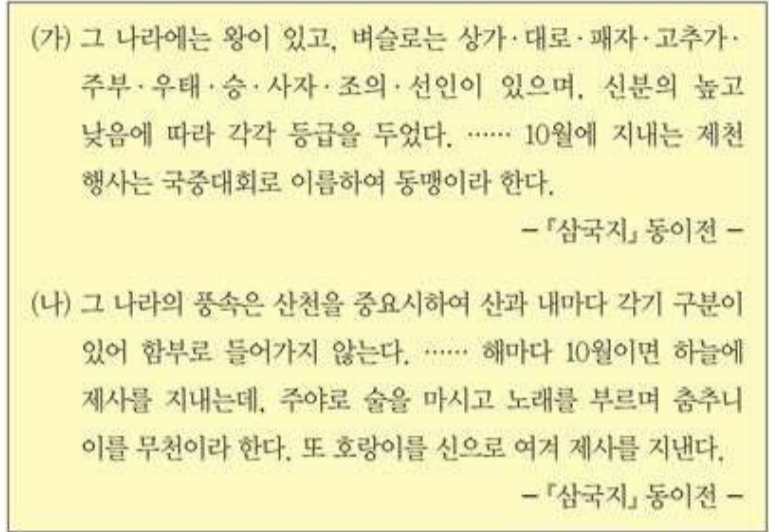 (가) 그 나라에는 왕이 있고, 벼슬로는 상가·대로·패자·고추가·
주부·우태·승·사자·조의·선인이 있으며, 신분의 높고
낮음에 따라 각각 등급을 두었다. …… 10월에 지내는 제천
행사는 국중대회로 이름하여 동맹이라 한다.
-『삼국지』 동이전 -
(나) 그 나라의 풍속은 산천을 중요시하여 산과 내마다 각기 구분이
있어 함부로 들어가지 않는다. …… 해마다 10월이면 하늘에
제사를 지내는데, 주야로 술을 마시고 노래를 부르며 춤추니
이를 무천이라 한다. 또 호랑이를 신으로 여겨 제사를 지낸다.
-『삼국지』 동이전 -